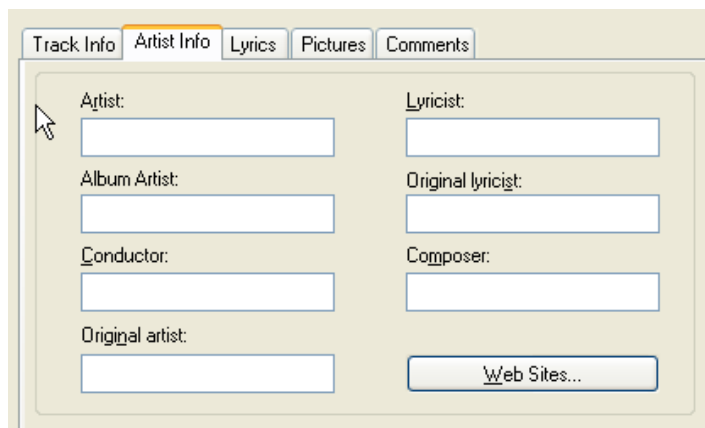 Track Info Artist Info Lyrics Pictures Comments
Artist: Lyricist:
Album Artist: Original lyricist:
Conductor: Composer:
Original artist:
Web Sites...